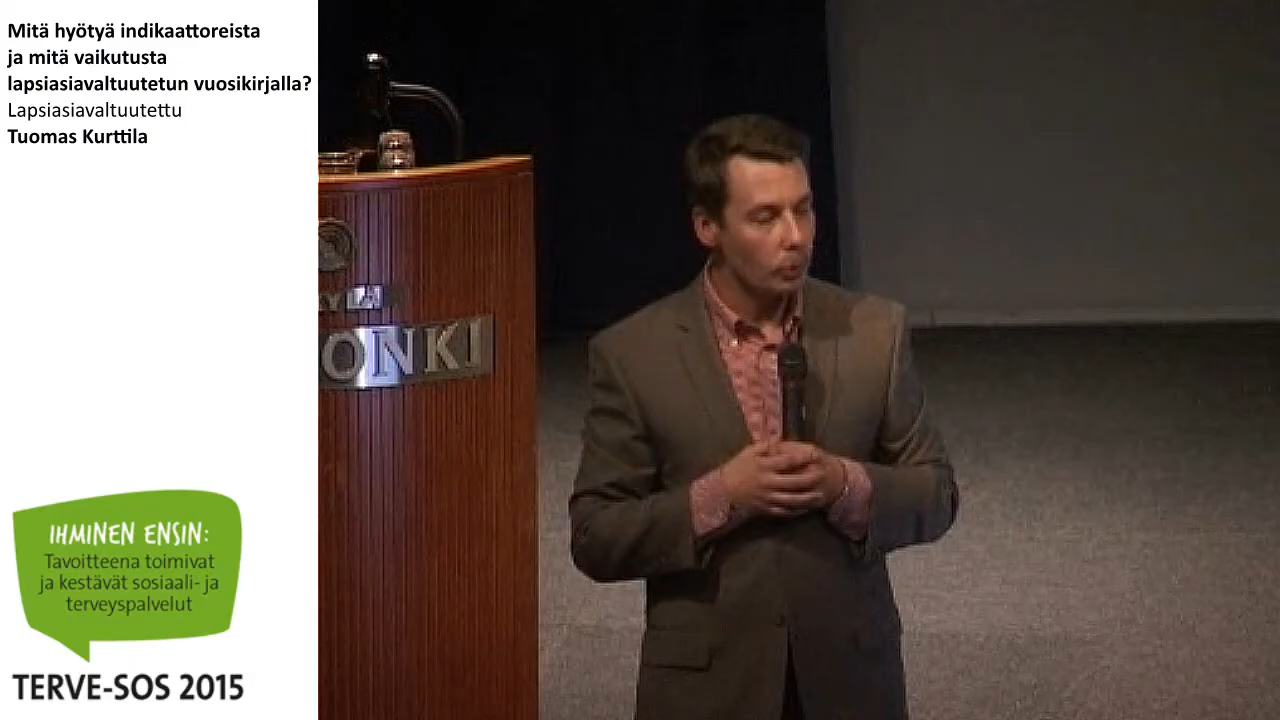 Mitä hyötyä indikaattoreista
ja mitä vaikutusta
lapsiasiavaltuutetun vuosikirjalla?
Lapsiasiavaltuutettu
Tuomas Kurttila
YLÄ
ONKI
IHMINEN ENSIN:
Tavoitteena toimivat
ja kestävät sosiaali- ja
terveyspalvelut
TERVE-SOS 2015